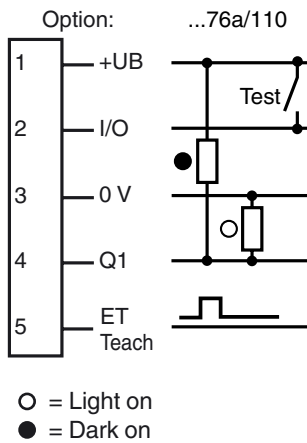 Option: ...76a/110
1 +UB
Test
2 I/O
3 0 V
4 Q1
5 ET
Teach
= Light on
= Dark on